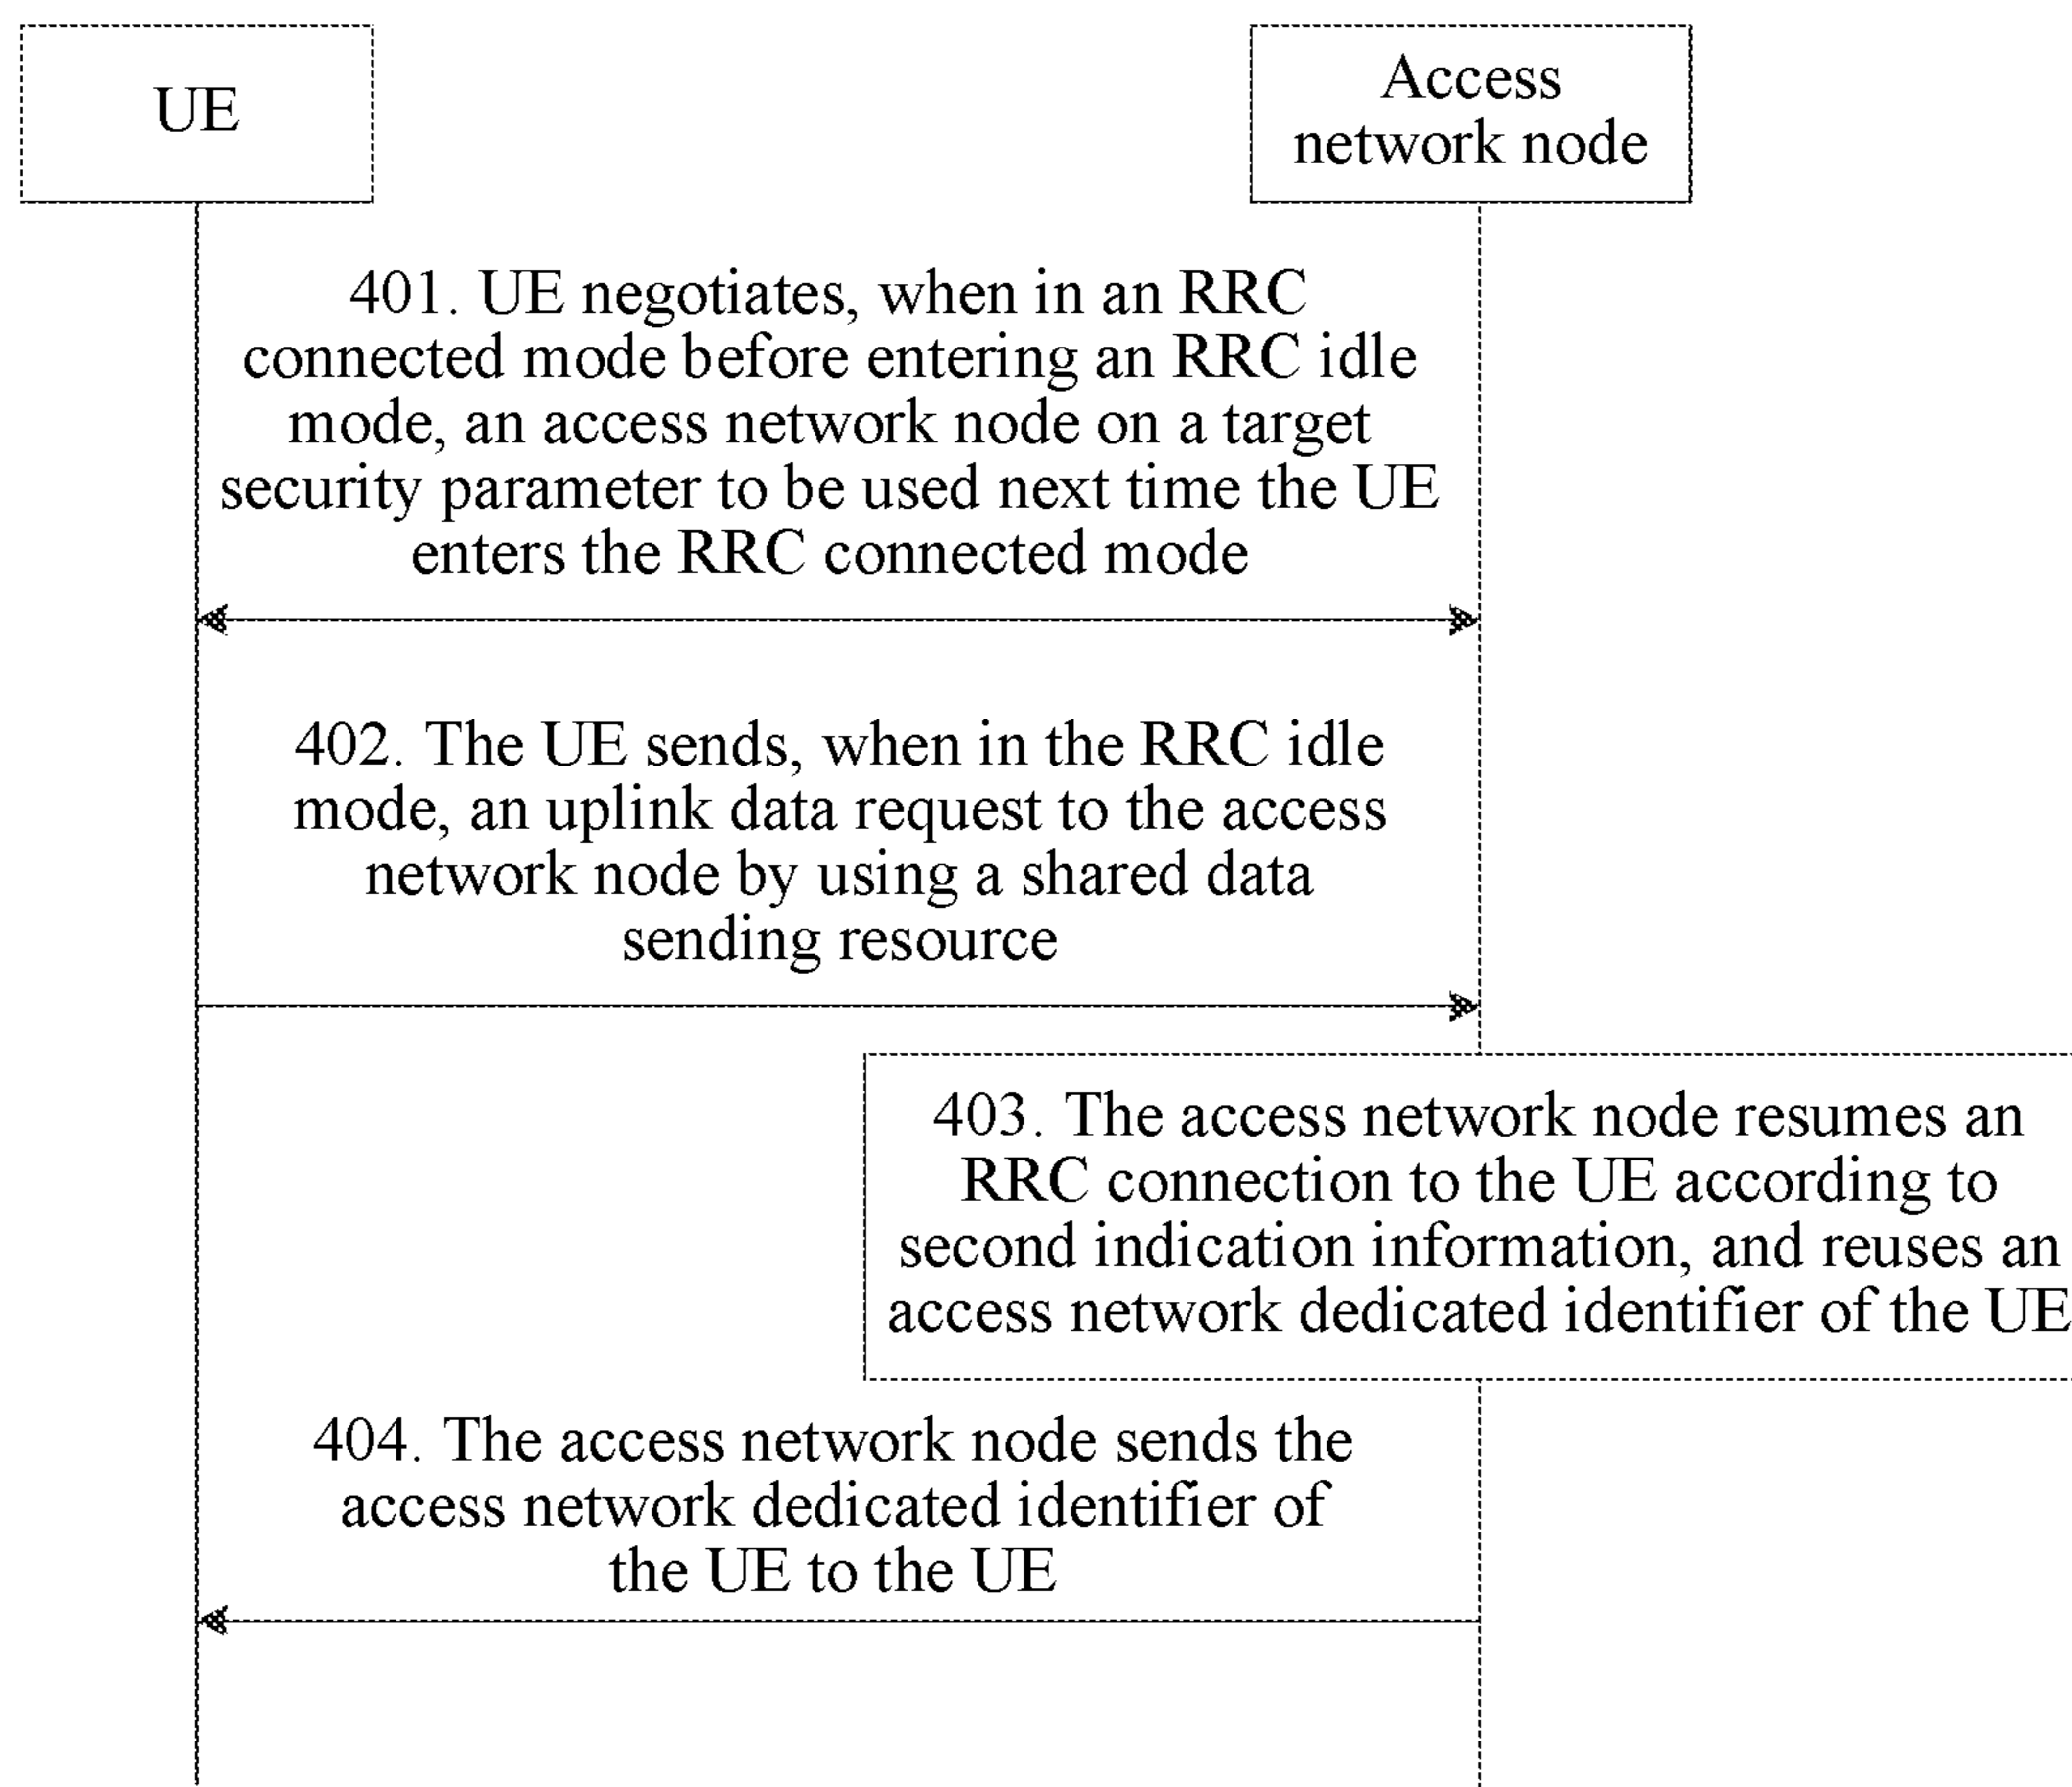 UE
Access
network node
401. UE negotiates, when in an RRC
connected mode before entering an RRC idle
mode, an access network node on a target
security parameter to be used next time the UE
enters the RRC connected mode
402. The UE sends, when in the RRC idle
mode, an uplink data request to the access
network node by using a shared data
sending resource
403. The access network node resumes an
RRC connection to the UE according to
second indication information, and reuses an
access network dedicated identifier of the UE
404. The access network node sends the
access network dedicated identifier of
the UE to the UE